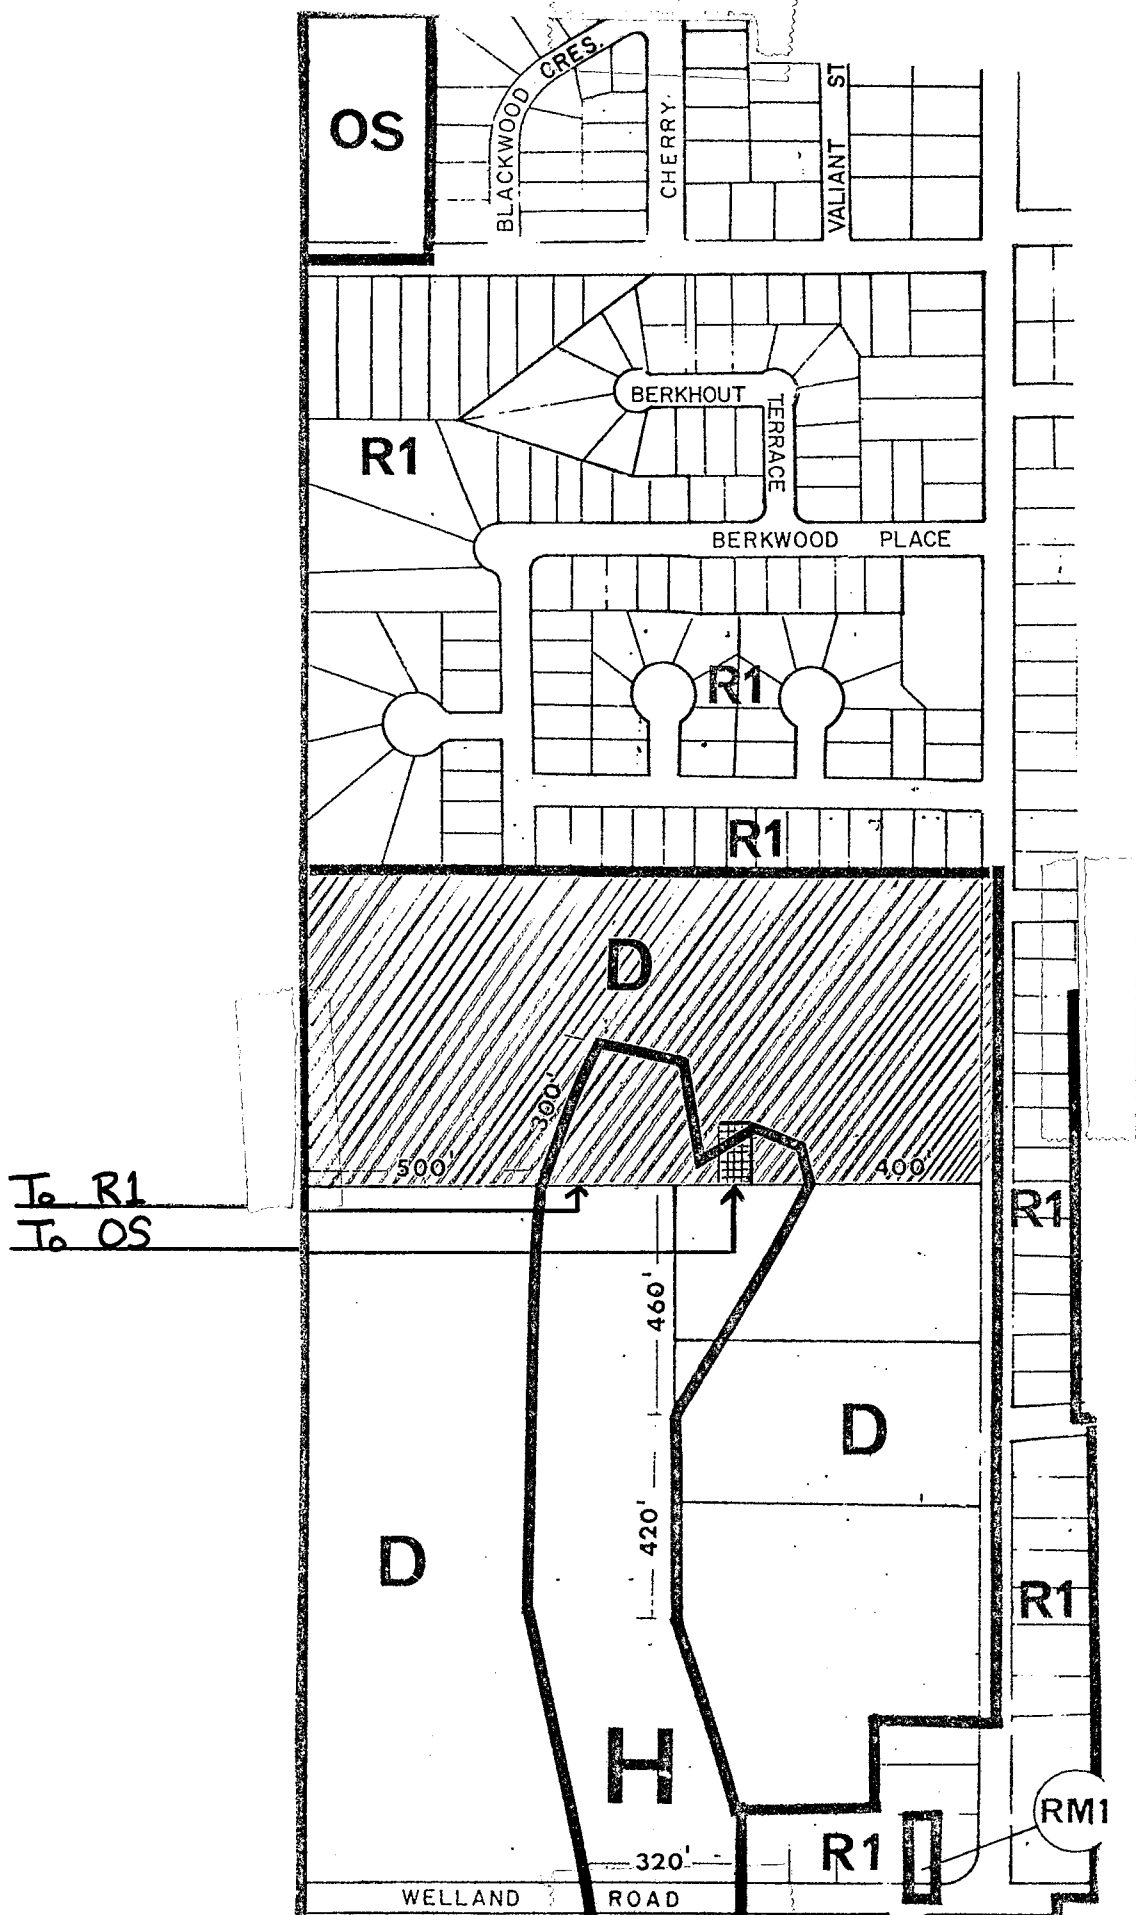 OS
BLACKWOOD CRES.
CHERRY
VALIANT ST
BERKHOUT
TERRACE
R1
BERKWOOD PLACE
R1
R1
D
300'
500'
400'
To R1
To OS
R1
460'
D
420'
D
R1
H
RM1
R1
320'
WELLAND ROAD